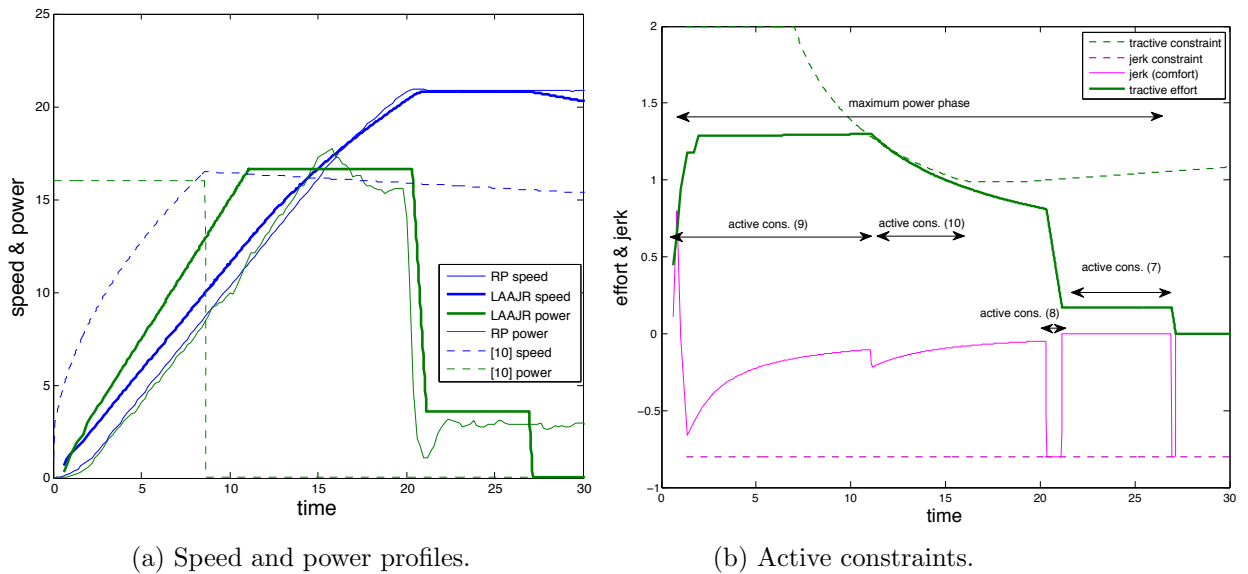 25
20
15
10
5
0
0
5
10
15
20
25
30
speed & power
time
RP speed
LAAJR speed
LAAJR power
RP power
[10] speed
[10] power
(a) Speed and power profiles.
2
1.5
1
0.5
0
−0.5
−1
0
5
10
15
20
25
30
effort & jerk
time
tractive constraint
jerk constraint
jerk (comfort)
tractive effort
maximum power phase
active cons. (9)
active cons. (10)
active cons. (7)
active cons. (8)
(b) Active constraints.